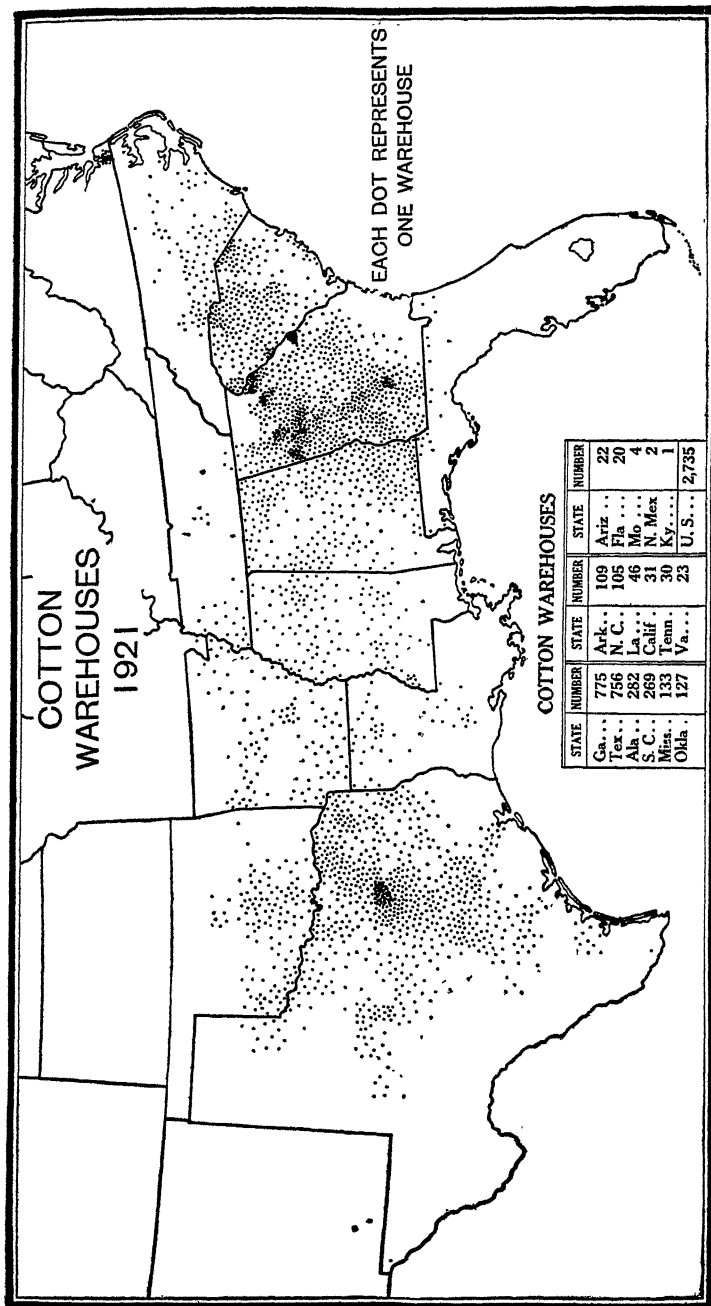 COTTON
WAREHOUSES
1921
EACH DOT REPRESENTS
ONE WAREHOUSE
COTTON WAREHOUSES
STATE NUMBER STATE NUMBER STATE NUMBER
Ga... 775 Ark.. 109 Ariz .. 22
Tex.. 756 N. C.. 105 Fla .... 20
Ala .. 282 La .... 46 Mo .... 4
S. C.. 269 Calif . 31 N. Mex 2
Miss.. 133 Tenn. 30 Ky.... 1
Okla 127 Va... 23 U. S... 2,735